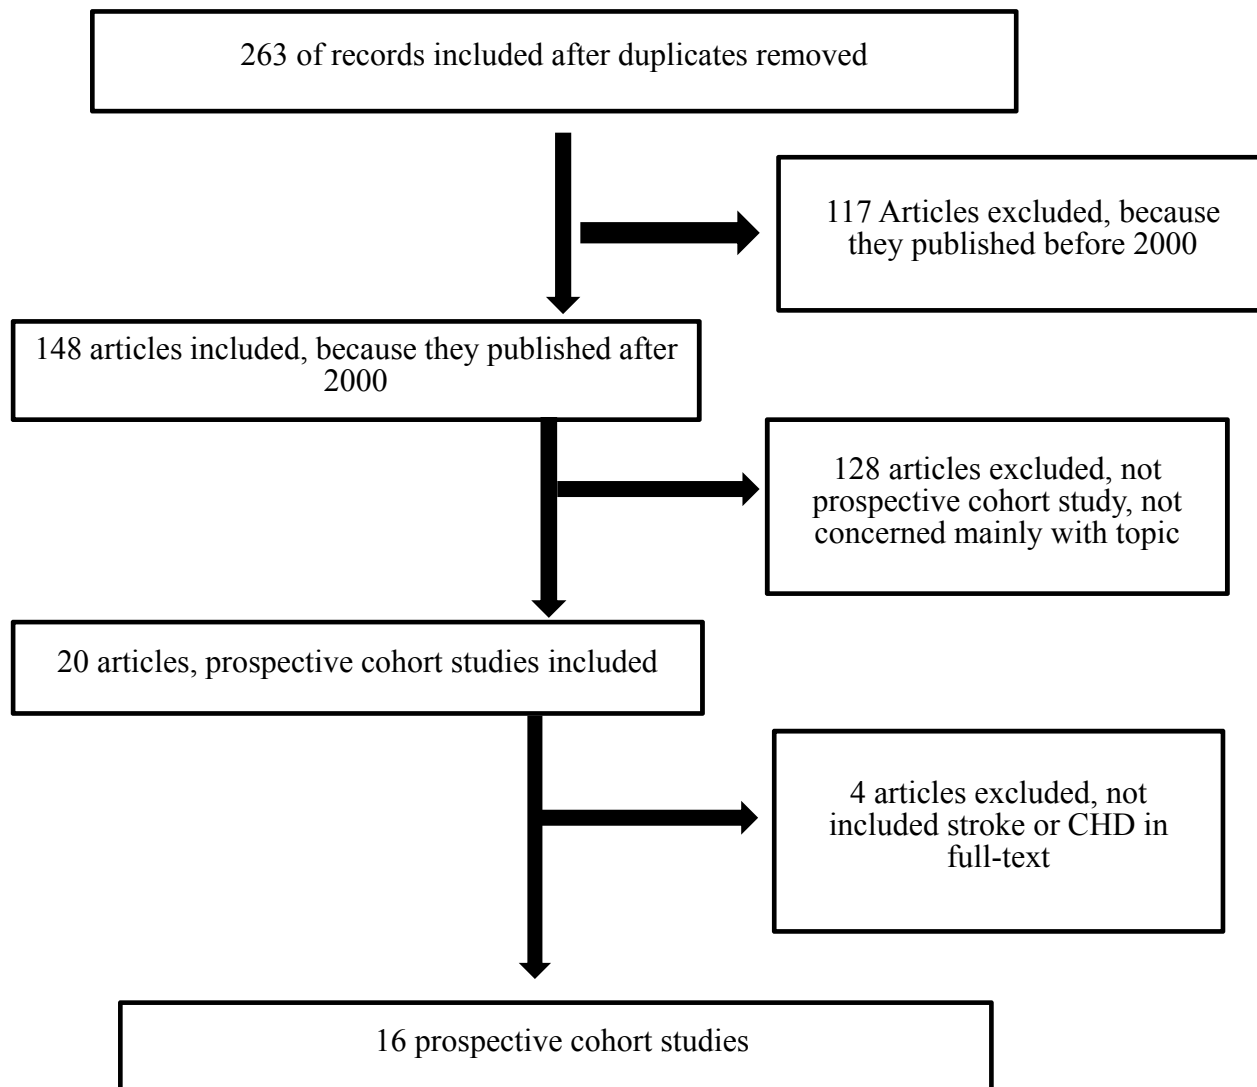 263 of records included after duplicates removed
117 Articles excluded, because
they published before 2000
148 articles included, because they published after
2000
128 articles excluded, not
prospective cohort study, not
concerned mainly with topic
20 articles, prospective cohort studies included
4 articles excluded, not
included stroke or CHD in
full-text
16 prospective cohort studies